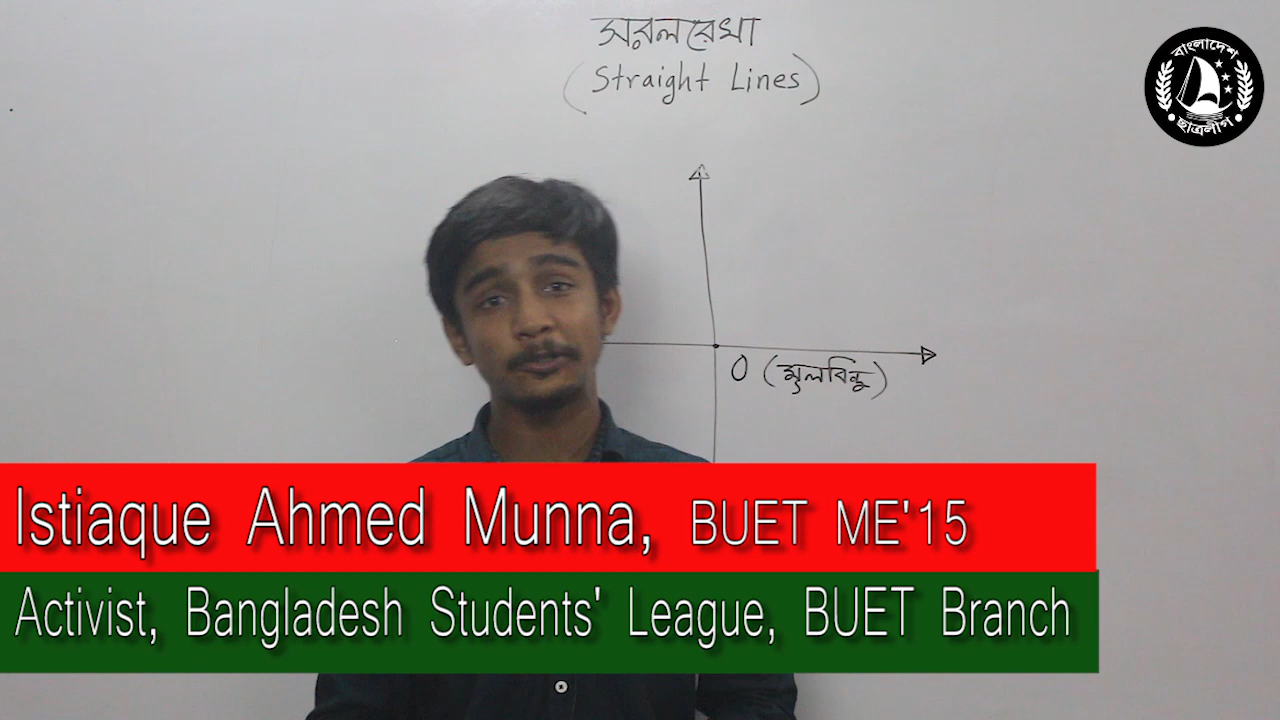 সরলরেখা
(Straight Lines)
বাংলাদেশ
ছাত্রলীগ
O (মূলবিন্দু)
Istiaque Ahmed Munna, BUET ME'15
Activist, Bangladesh Students' League, BUET Branch